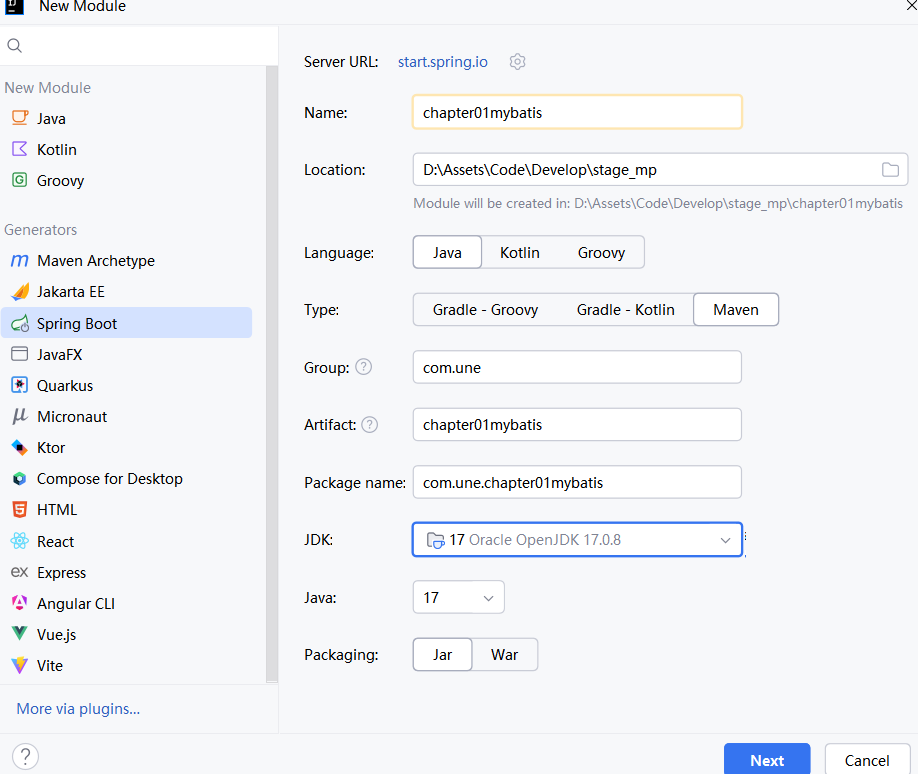 New Module
New Module
Java
Kotlin
Groovy
Generators
Maven Archetype
Jakarta EE
Spring Boot
JavaFX
Quarkus
Micronaut
Ktor
Compose for Desktop
HTML
React
Express
Angular CLI
Vue.js
Vite
More via plugins...
Server URL: start.spring.io
Name: chapter01mybatis
Location: D:\Assets\Code\Develop\stage_mp
Module will be created in: D:\Assets\Code\Develop\stage_mp\chapter01mybatis
Language: Java Kotlin Groovy
Type: Gradle - Groovy Gradle - Kotlin Maven
Group: ? com.une
Artifact: ? chapter01mybatis
Package name: com.une.chapter01mybatis
JDK: 17 Oracle OpenJDK 17.0.8
Java: 17
Packaging: Jar War
? Next Cancel